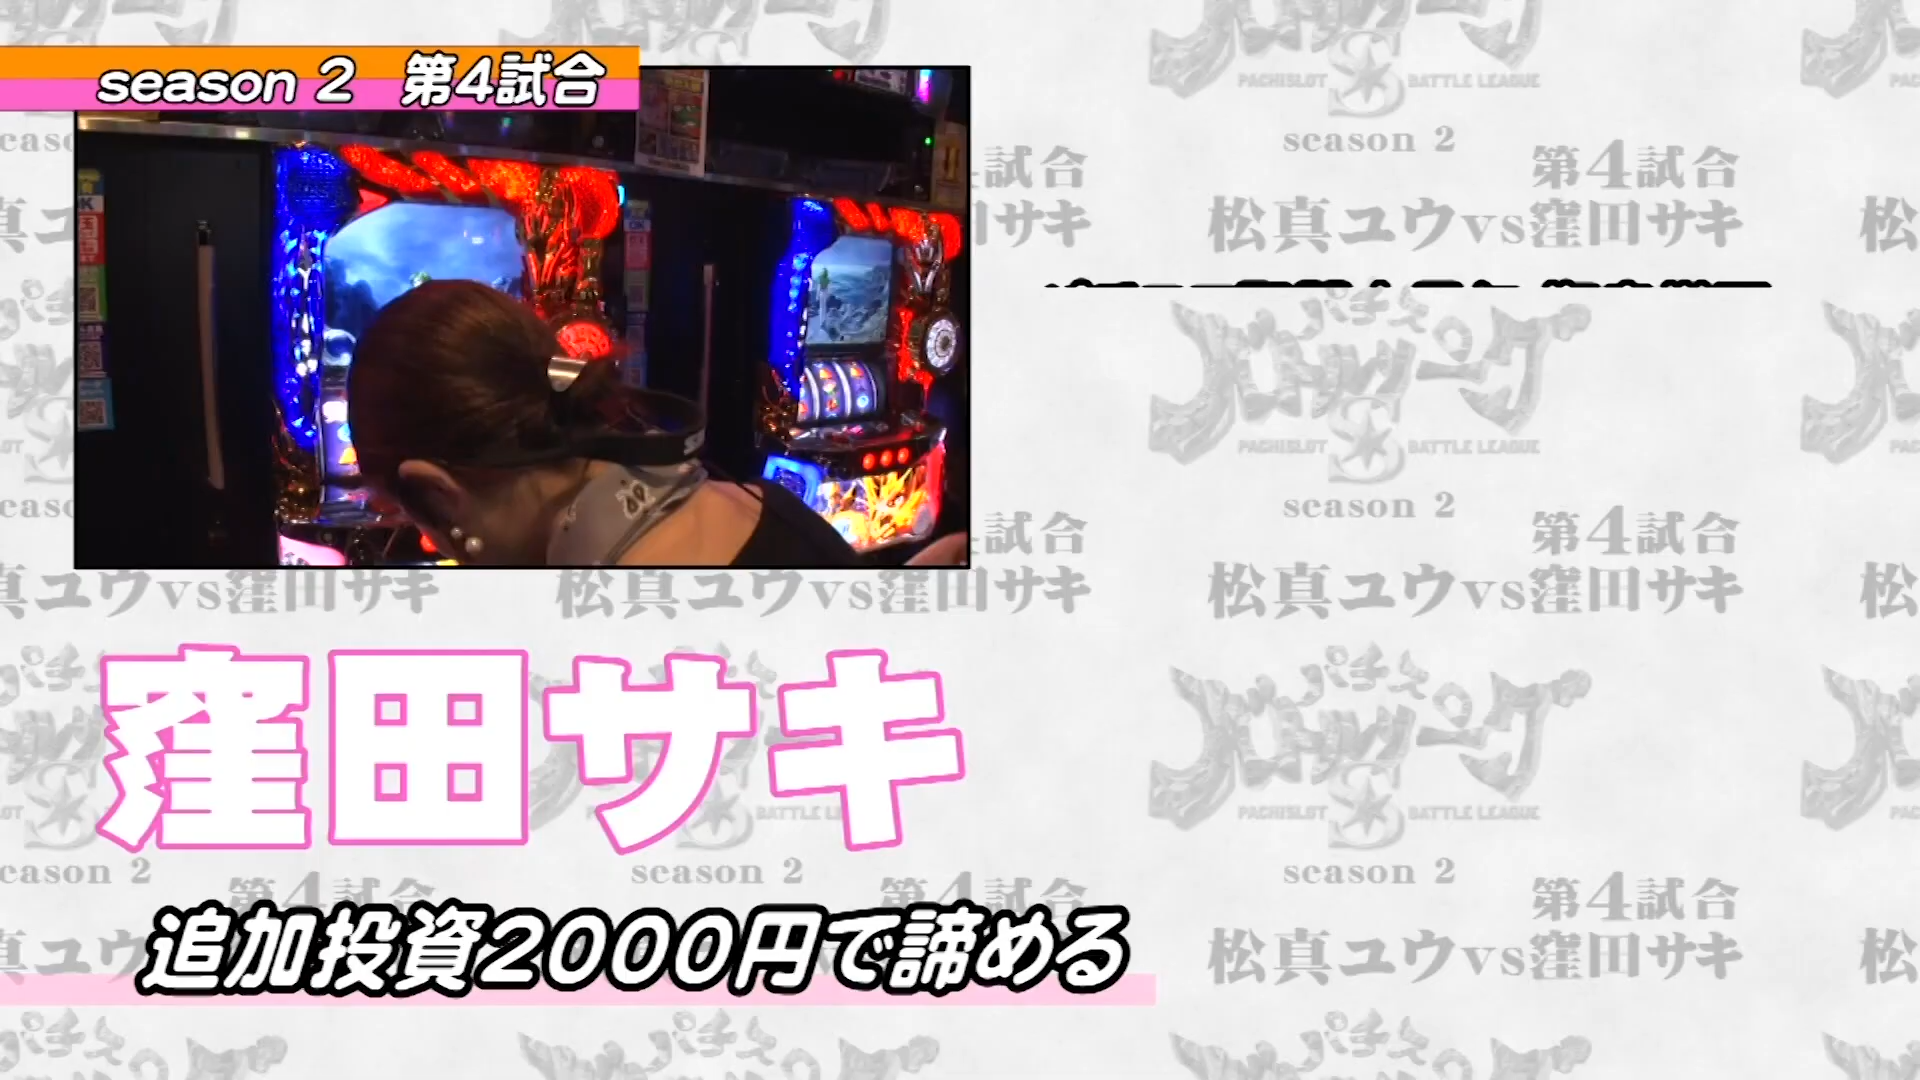 season 2 第4試合
窪田サキ
追加投資2000円で諦める
PACHISLOT BATTLE LEAGUE
season 2
第4試合
松真ユウvs窪田サキ